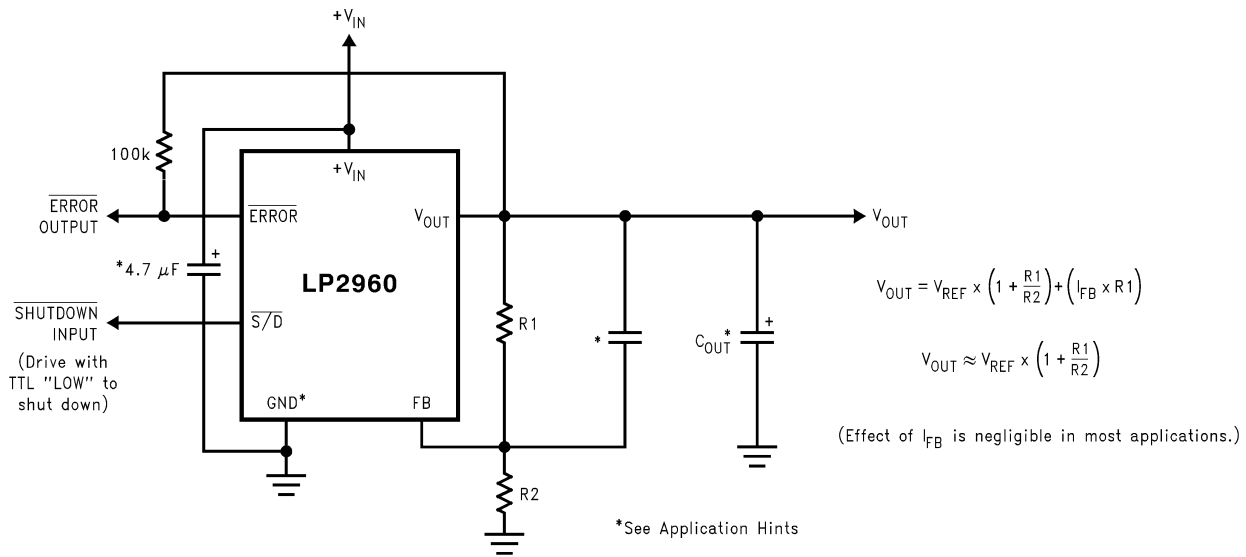 +V_IN
100k
+V_IN
ERROR
OUTPUT
ERROR
V_OUT
V_OUT
*4.7 μF
+
LP2960
SHUTDOWN
INPUT
(Drive with
TTL "LOW" to
shut down)
S/D
R1
*
C_OUT*
+
GND*
FB
R2
V_OUT = V_REF x (1 + R1/R2) + (I_FB x R1)
V_OUT ≈ V_REF x (1 + R1/R2)
(Effect of I_FB is negligible in most applications.)
*See Application Hints